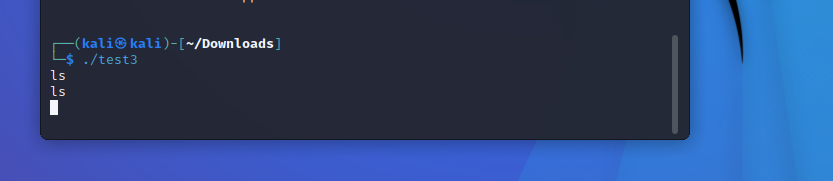 ┌──(kali㉿kali)-[~/Downloads]
└─$ ./test3
ls
ls